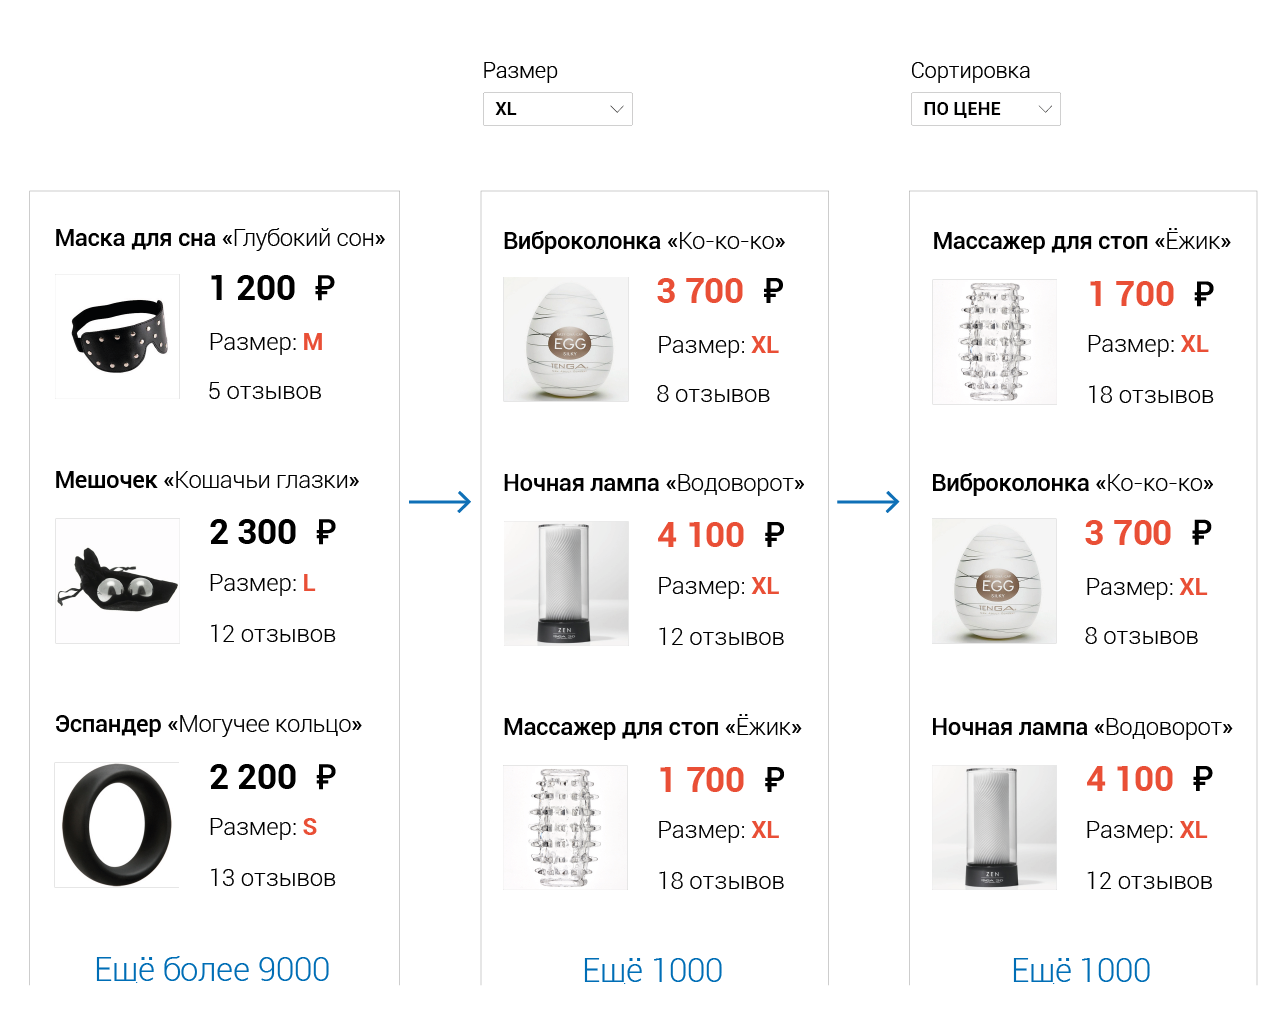 Размер
XL
Сортировка
ПО ЦЕНЕ
Маска для сна «Глубокий сон»
1 200 ₽
Размер: M
5 отзывов
Мешочек «Кошачьи глазки»
2 300 ₽
Размер: L
12 отзывов
Эспандер «Могучее кольцо»
2 200 ₽
Размер: S
13 отзывов
Ещё более 9000
Виброколонка «Ко-ко-ко»
EGG
SILKY
TENGA
3 700 ₽
Размер: XL
8 отзывов
Ночная лампа «Водоворот»
ZEN
4 100 ₽
Размер: XL
12 отзывов
Массажер для стоп «Ёжик»
1 700 ₽
Размер: XL
18 отзывов
Ещё 1000
Массажер для стоп «Ёжик»
1 700 ₽
Размер: XL
18 отзывов
Виброколонка «Ко-ко-ко»
EGG
SILKY
TENGA
3 700 ₽
Размер: XL
8 отзывов
Ночная лампа «Водоворот»
ZEN
4 100 ₽
Размер: XL
12 отзывов
Ещё 1000